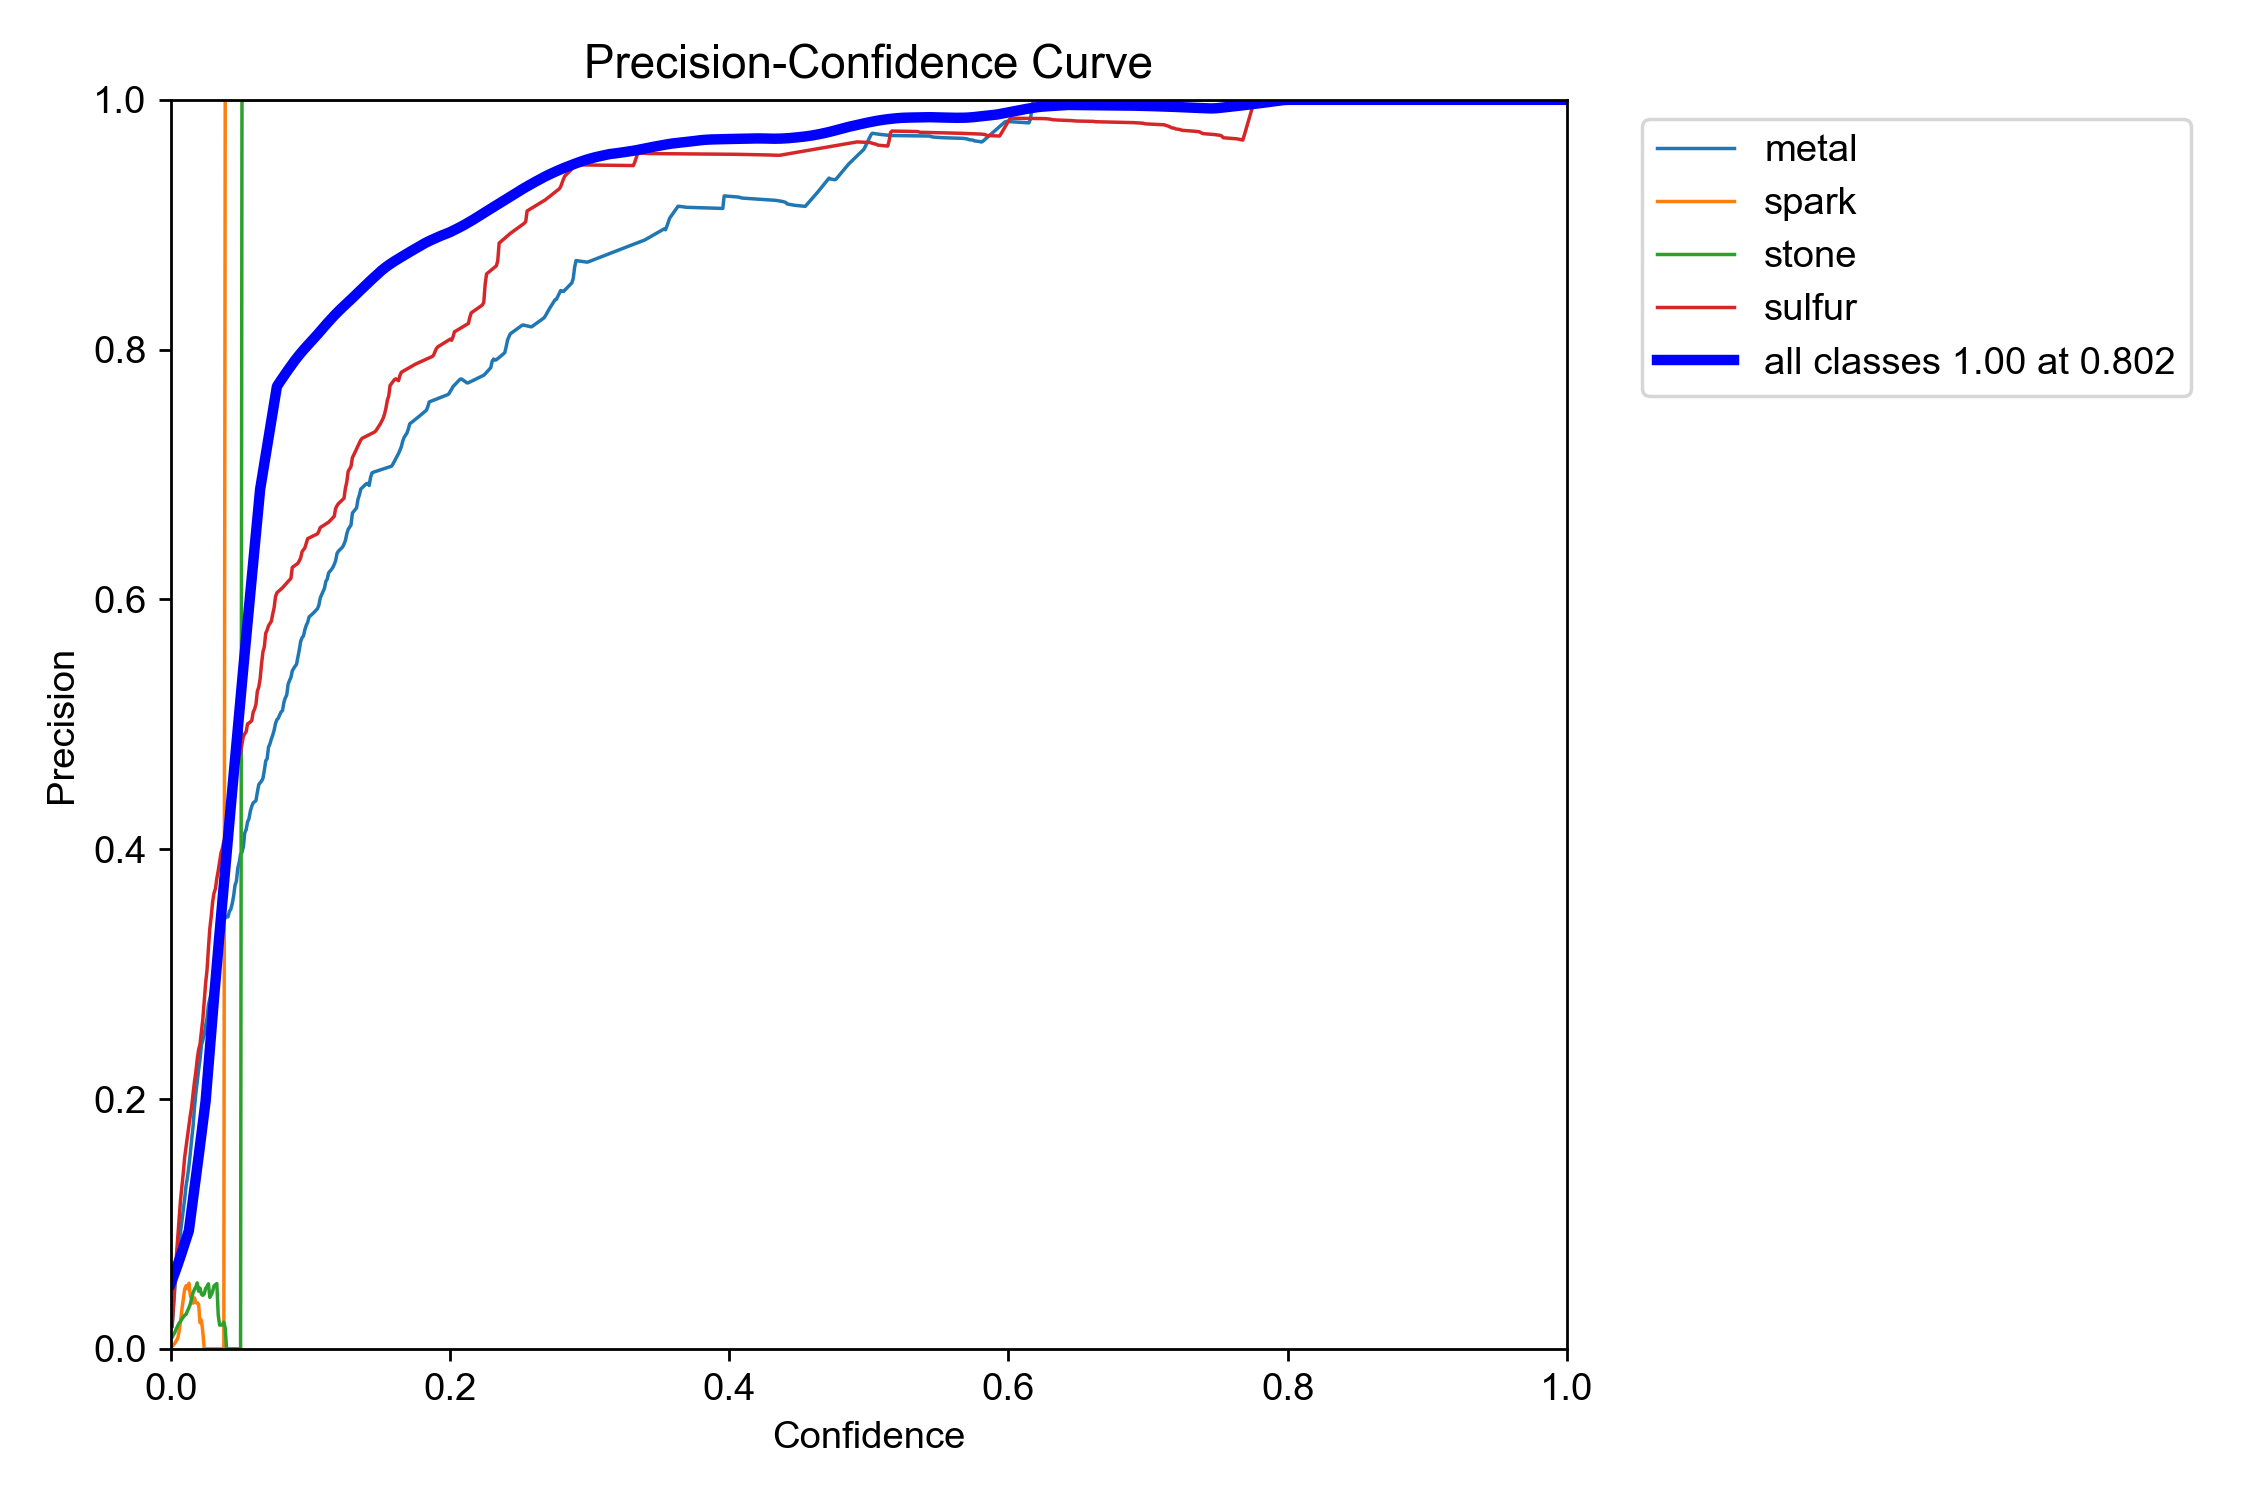 Precision-Confidence Curve
1.0
0.8
0.6
0.4
0.2
0.0
Precision
0.0 0.2 0.4 0.6 0.8 1.0
Confidence
metal
spark
stone
sulfur
all classes 1.00 at 0.802